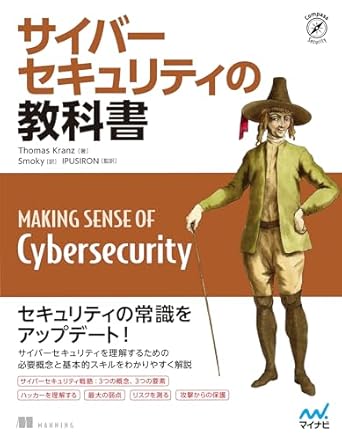 サイバー
セキュリティの
教科書
Compass
Security
Thomas Kranz [著]
Smoky [訳] IPUSIRON [監訳]
MAKING SENSE OF
Cybersecurity
セキュリティの常識を
アップデート!
サイバーセキュリティを理解するための
必要概念と基本的スキルをわかりやすく解説
サイバーセキュリティ戦略:3つの概念、3つの要素
ハッカーを理解する 最大の弱点 リスクを測る 攻撃からの保護
MANNING
マイナビ